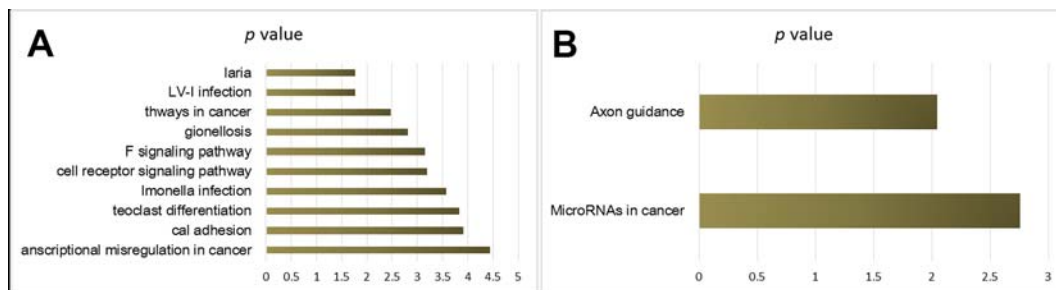 A
p value
laria
LV-I infection
thways in cancer
gionellosis
F signaling pathway
cell receptor signaling pathway
lmonella infection
teoclast differentiation
cal adhesion
anscriptional misregulation in cancer
0 0.5 1 1.5 2 2.5 3 3.5 4 4.5 5
B
p value
Axon guidance
MicroRNAs in cancer
0 0.5 1 1.5 2 2.5 3